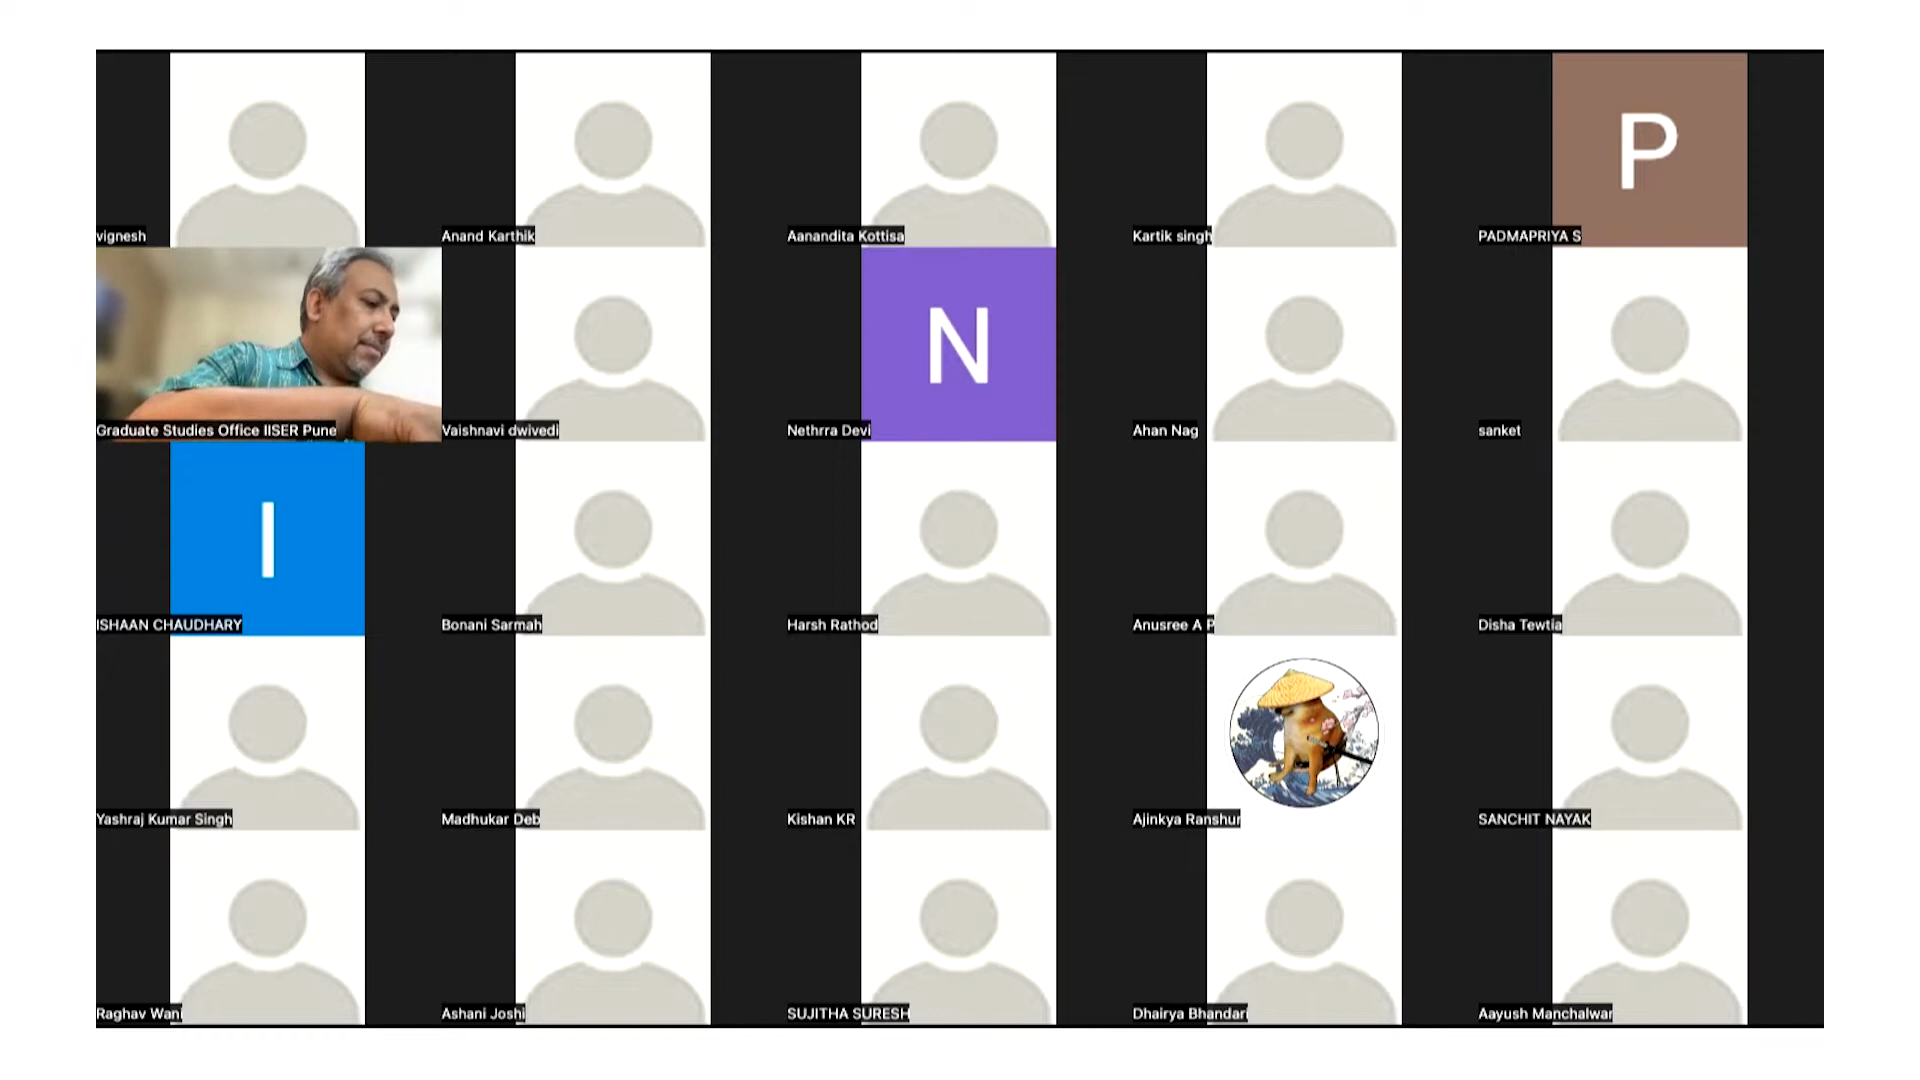 P
vignesh
Anand Karthik
Aanandita Kottisa
Kartik singh
PADMAPRIYA S
N
Graduate Studies Office IISER Pune
Vaishnavi dwivedi
Nethrra Devi
Ahan Nag
sanket
I
ISHAAN CHAUDHARY
Bonani Sarmah
Harsh Rathod
Anusree A P
Disha Tewtia
Yashraj Kumar Singh
Madhukar Deb
Kishan KR
Ajinkya Ranshur
SANCHIT NAYAK
Raghav Wani
Ashani Joshi
SUJITHA SURESH
Dhairya Bhandari
Aayush Manchalwar